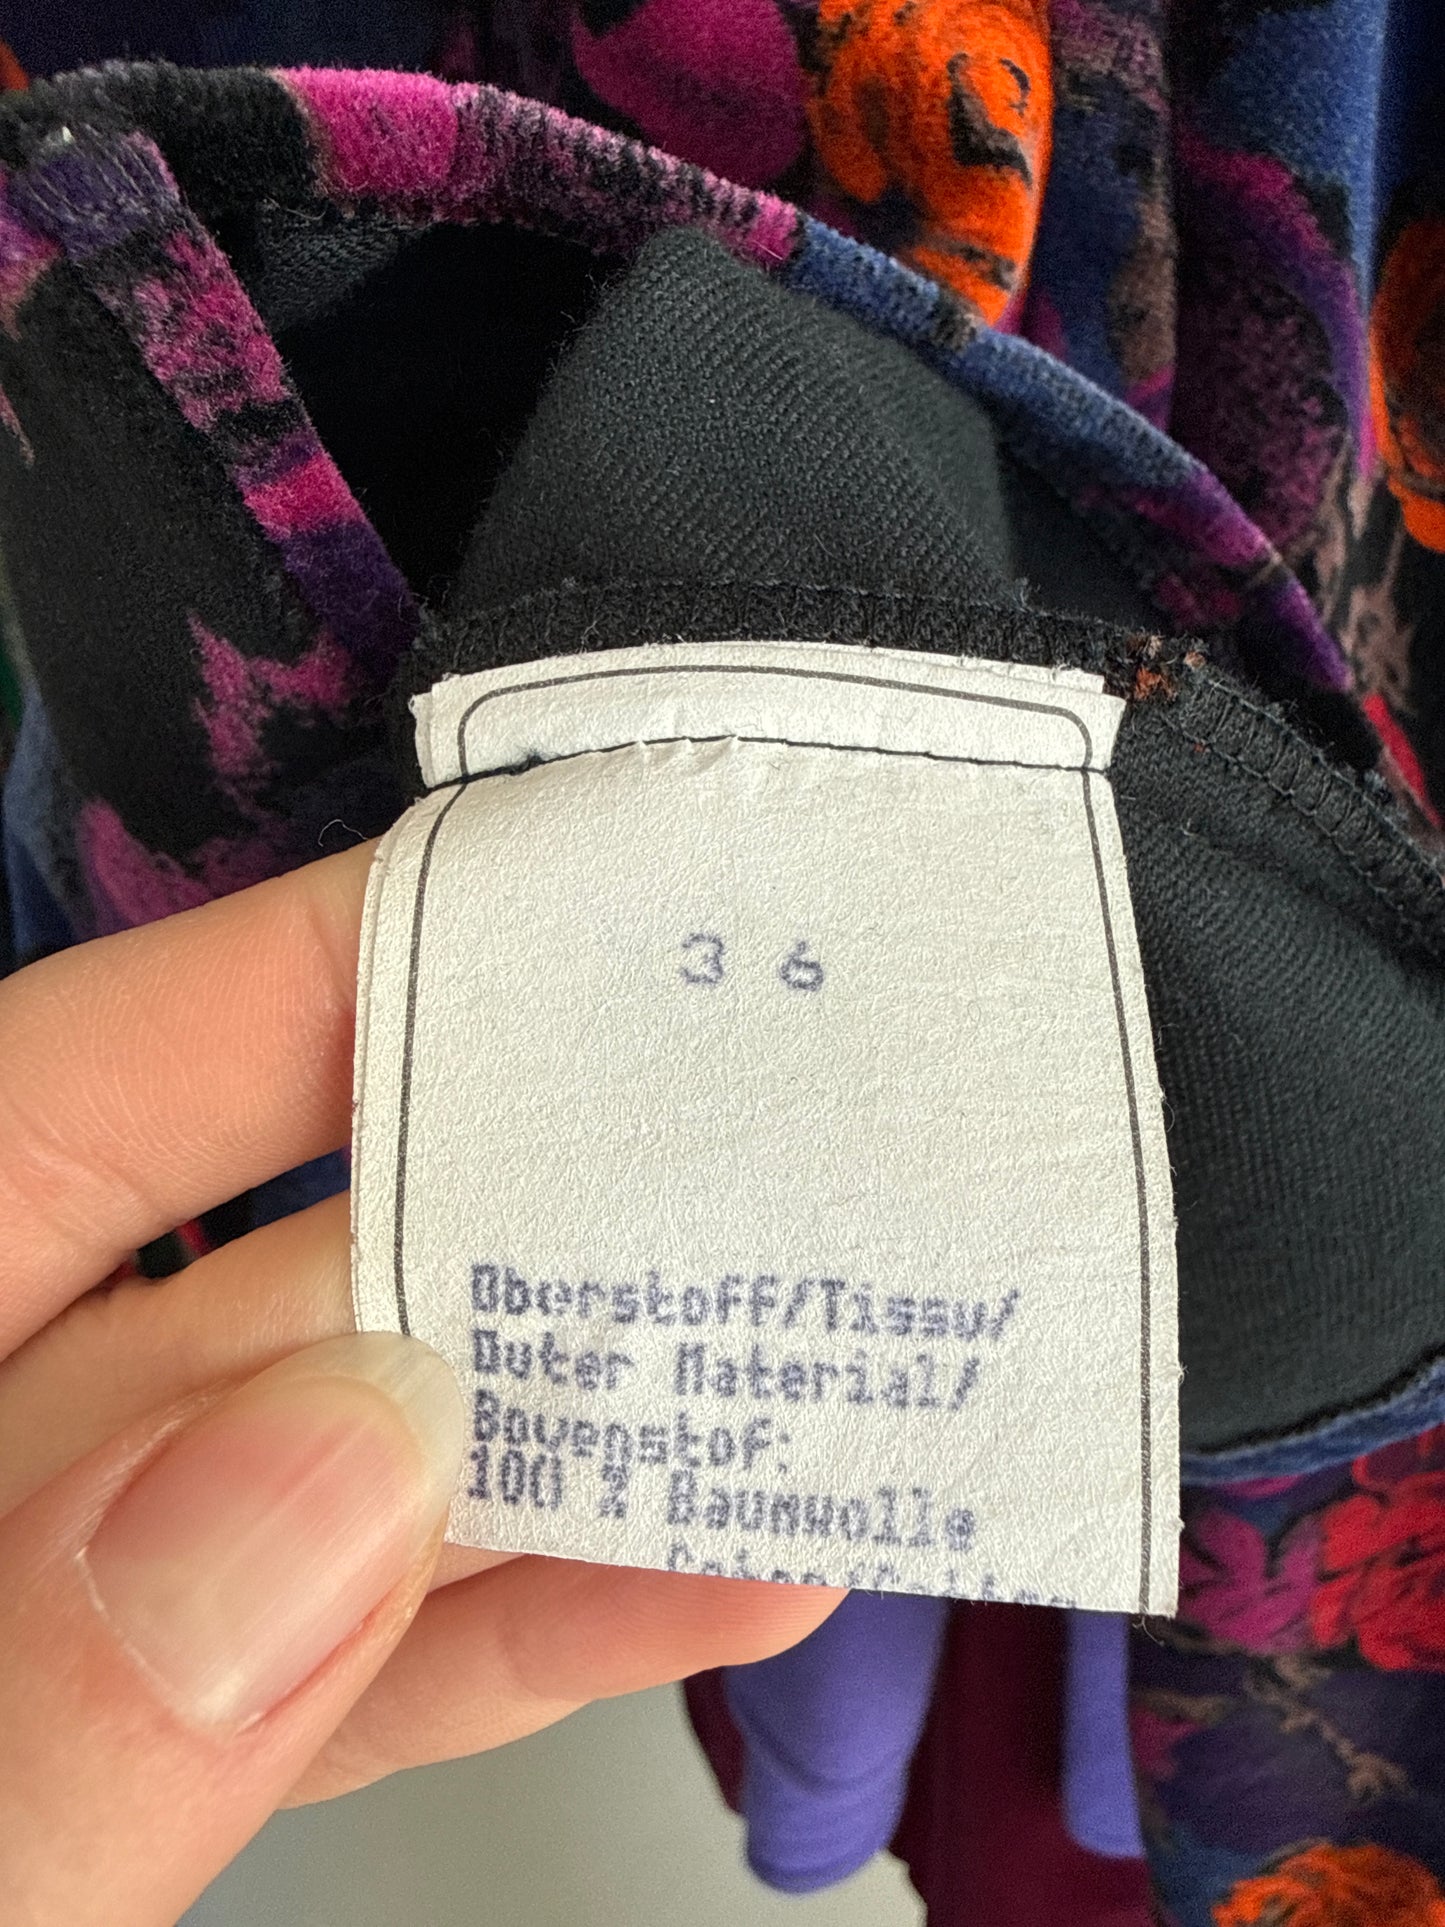 36
Oberstoff/Tissu/
Outer Material/
Bovenstof:
100 % Baumwolle